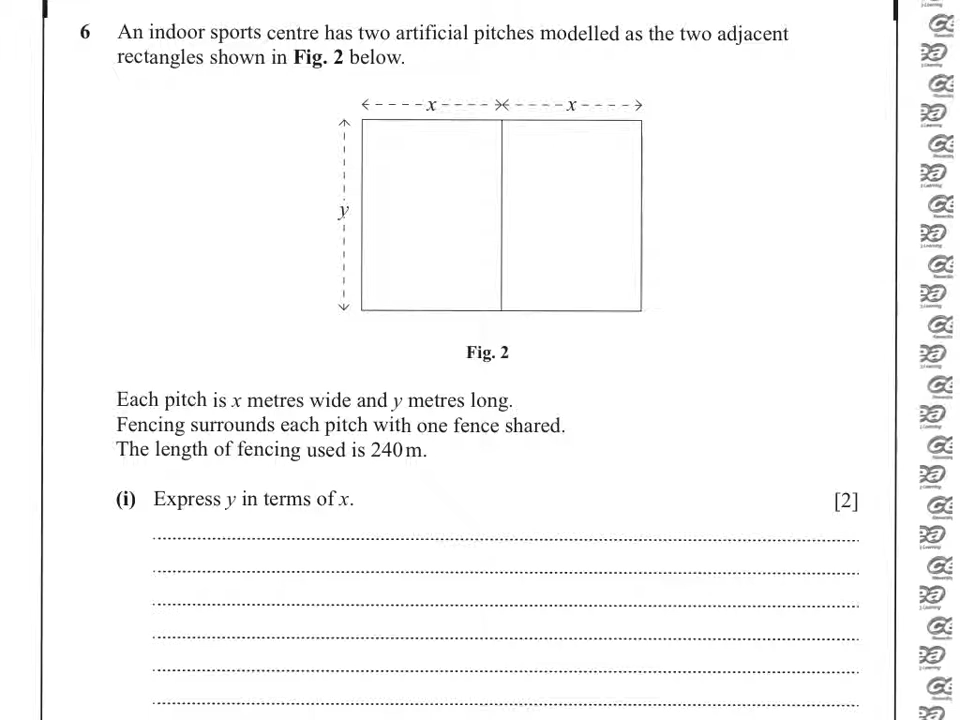 6 An indoor sports centre has two artificial pitches modelled as the two adjacent
rectangles shown in Fig. 2 below.
x x
y
Fig. 2
Each pitch is x metres wide and y metres long.
Fencing surrounds each pitch with one fence shared.
The length of fencing used is 240 m.
(i) Express y in terms of x. [2]